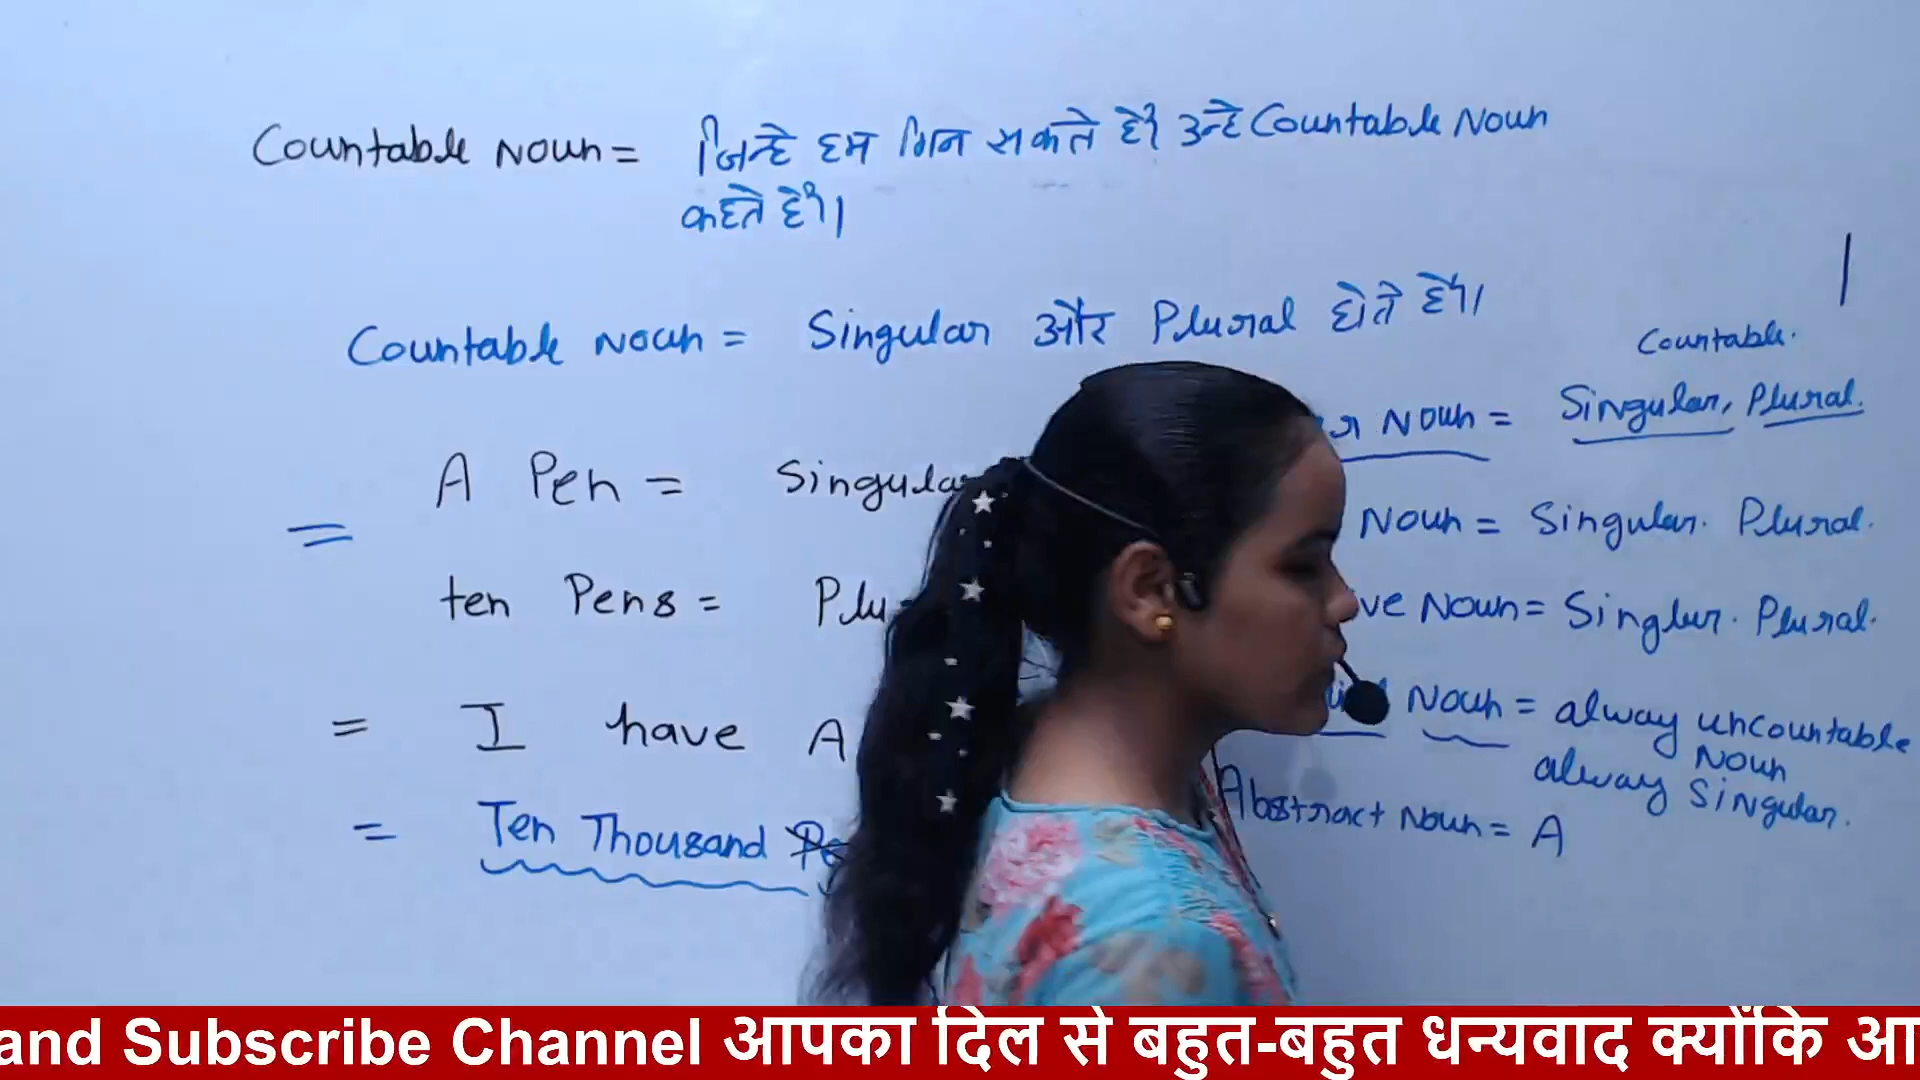 Countable Noun = जिन्हे हम गिन सकते हैं उन्हे Countable Noun
कहते हैं।
Countable noun = Singular और Plural होते हैं।
Countable.
Noun = Singular, Plural.
A Pen = Singular
Noun = Singular. Plural.
ten Pens = Plu
ve Noun = Singlur. Plural.
= I have A
Noun = alway uncountable
Noun
alway Singular.
= Ten Thousand
Abstract Noun = A
and Subscribe Channel आपका दिल से बहुत-बहुत धन्यवाद क्योंकि आ